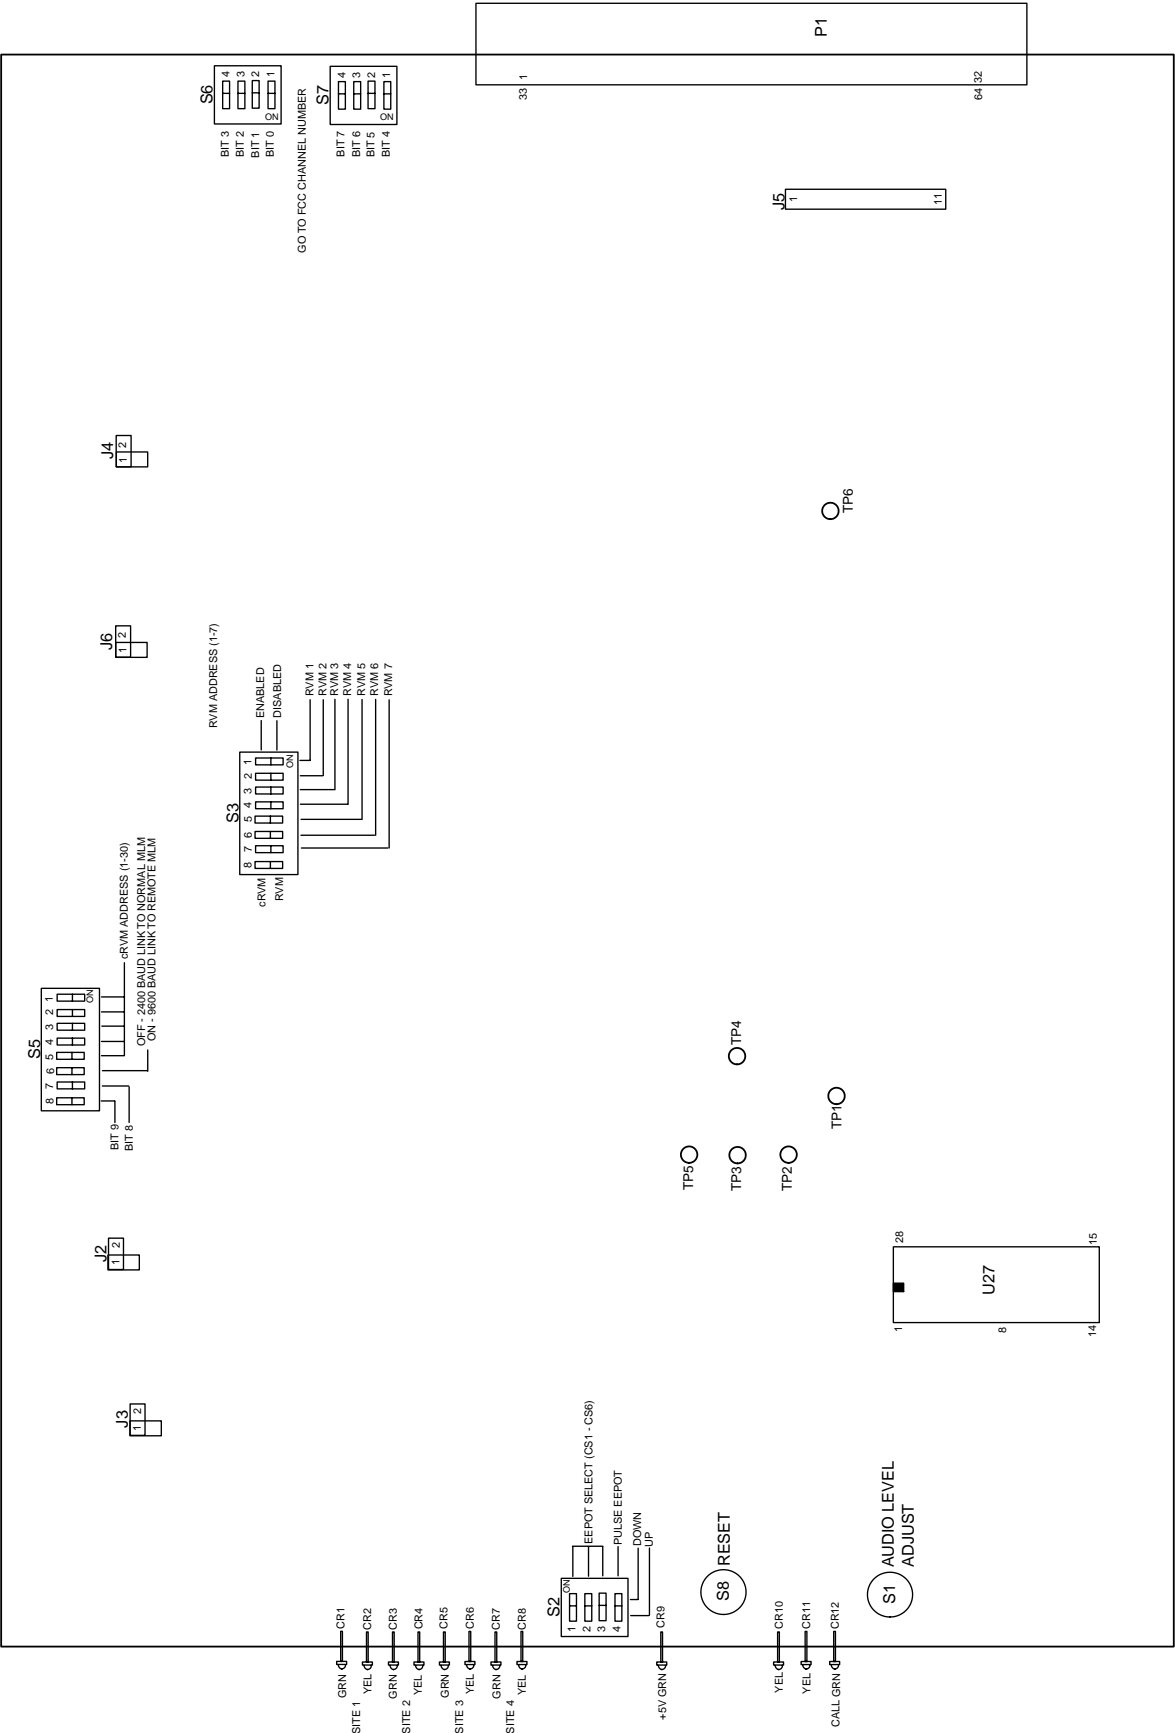 P1
33 1
64 32
S6
4
3
2
1
ON
BIT 3
BIT 2
BIT 1
BIT 0
GO TO FCC CHANNEL NUMBER
S7
4
3
2
1
ON
BIT 7
BIT 6
BIT 5
BIT 4
J5
1
11
J4
1 2
TP6
J6
1 2
RVM ADDRESS (1-7)
ENABLED
DISABLED
S3
8 7 6 5 4 3 2 1
ON
cRVM
RVM
RVM 1
RVM 2
RVM 3
RVM 4
RVM 5
RVM 6
RVM 7
S5
8 7 6 5 4 3 2 1
ON
cRVM ADDRESS (1-30)
OFF - 2400 BAUD LINK TO NORMAL MLM
ON - 9600 BAUD LINK TO REMOTE MLM
BIT 9
BIT 8
TP4
TP1
TP5
TP3
TP2
J2
1 2
U27
28
15
1
8
14
J3
1 2
S2
ON
1
2
3
4
EEPOT SELECT (CS1 - CS6)
PULSE EEPOT
DOWN
UP
S8 RESET
S1 AUDIO LEVEL
ADJUST
SITE 1
GRN CR1
YEL CR2
SITE 2
GRN CR3
YEL CR4
SITE 3
GRN CR5
YEL CR6
SITE 4
GRN CR7
YEL CR8
+5V GRN CR9
YEL CR10
YEL CR11
CALL GRN CR12